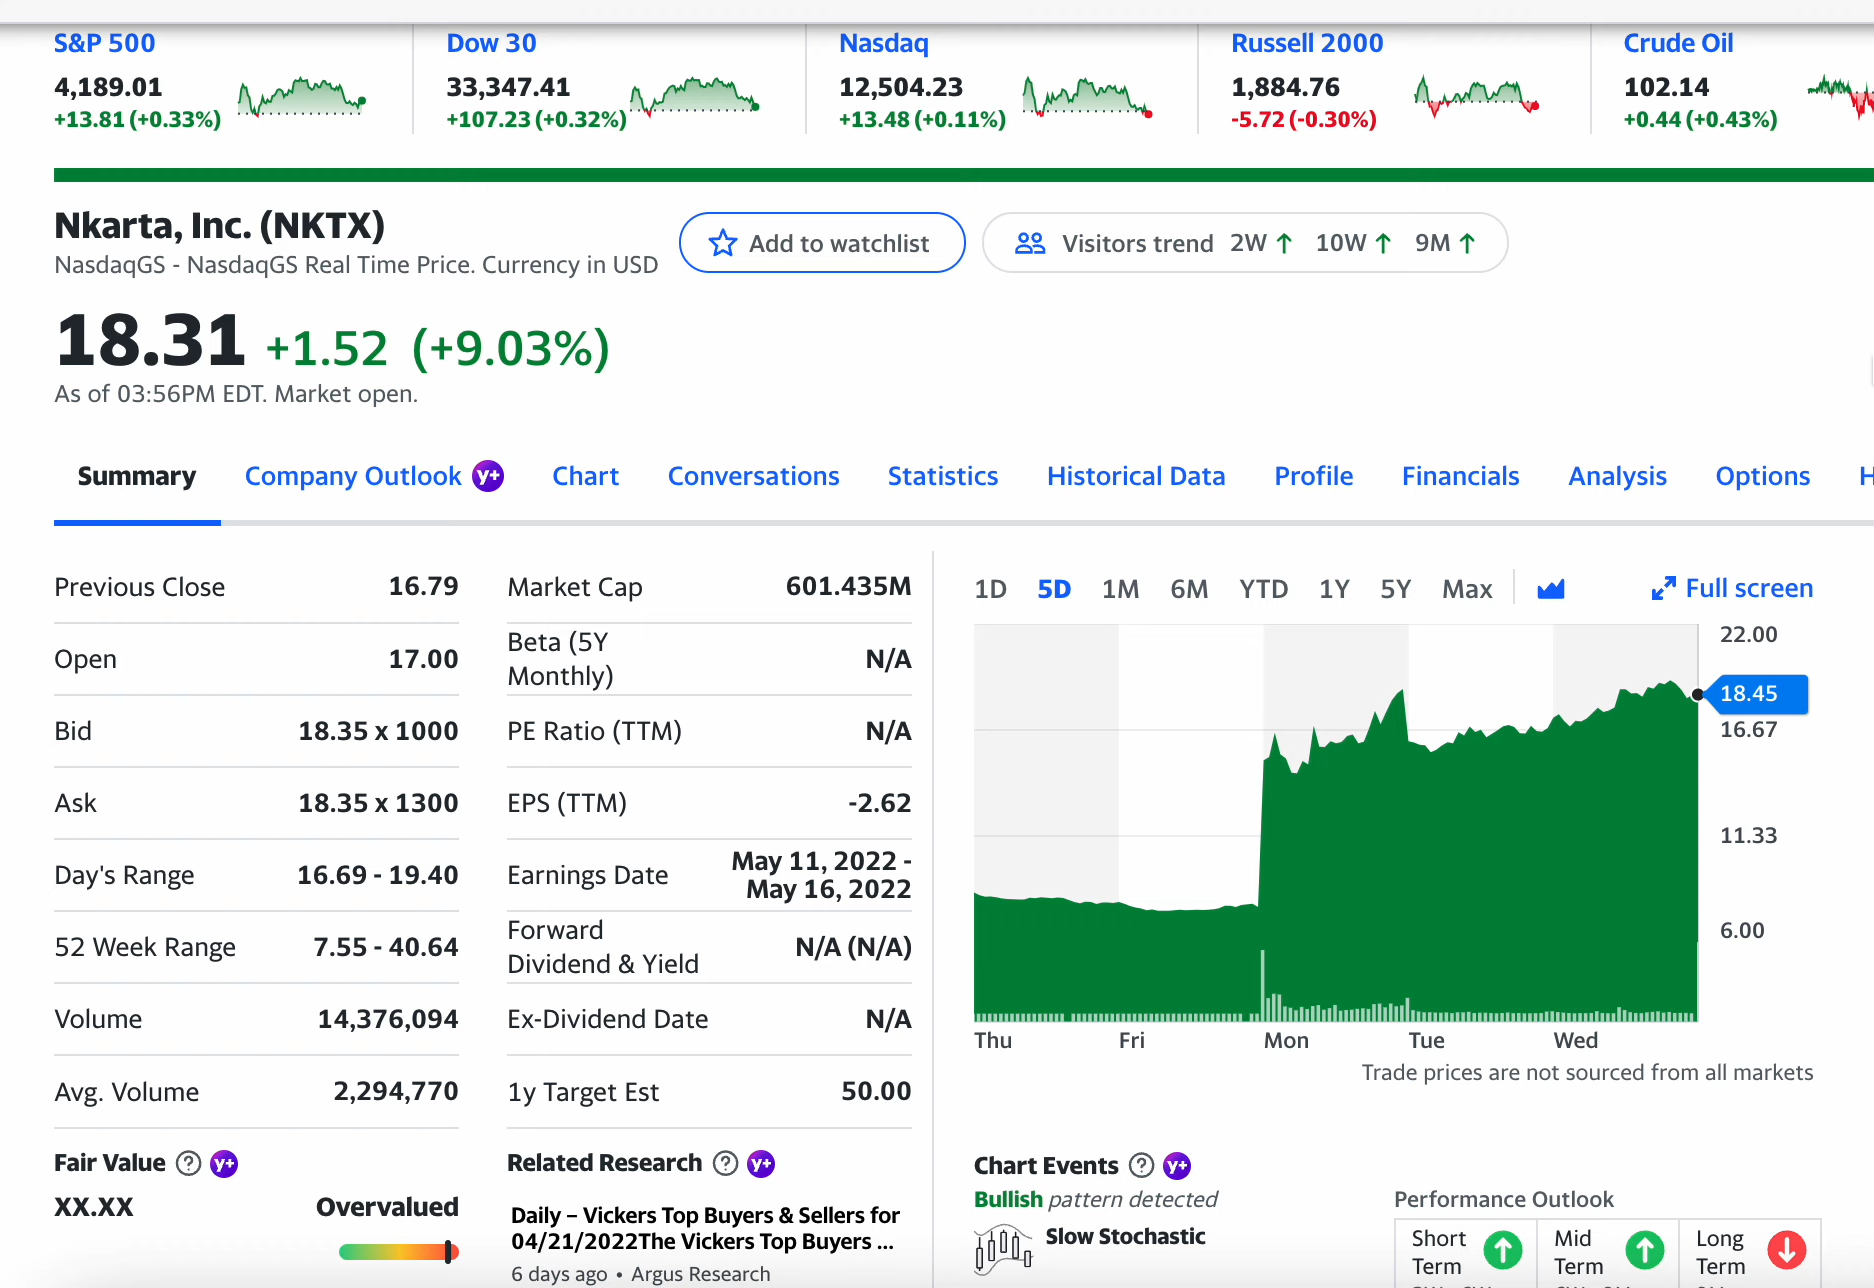 S&P 500 Dow 30 Nasdaq Russell 2000 Crude Oil
4,189.01 33,347.41 12,504.23 1,884.76 102.14
+13.81 (+0.33%) +107.23 (+0.32%) +13.48 (+0.11%) -5.72 (-0.30%) +0.44 (+0.43%)
Nkarta, Inc. (NKTX)
NasdaqGS - NasdaqGS Real Time Price. Currency in USD
Add to watchlist
Visitors trend 2W ↑ 10W ↑ 9M ↑
18.31 +1.52 (+9.03%)
As of 03:56PM EDT. Market open.
Summary Company Outlook y+ Chart Conversations Statistics Historical Data Profile Financials Analysis Options H
Previous Close 16.79
Open 17.00
Bid 18.35 x 1000
Ask 18.35 x 1300
Day's Range 16.69 - 19.40
52 Week Range 7.55 - 40.64
Volume 14,376,094
Avg. Volume 2,294,770
Market Cap 601.435M
Beta (5Y
Monthly) N/A
PE Ratio (TTM) N/A
EPS (TTM) -2.62
Earnings Date May 11, 2022 -
May 16, 2022
Forward
Dividend & Yield N/A (N/A)
Ex-Dividend Date N/A
1y Target Est 50.00
1D 5D 1M 6M YTD 1Y 5Y Max Full screen
22.00
18.45
16.67
11.33
6.00
Thu Fri Mon Tue Wed
Trade prices are not sourced from all markets
Fair Value ? y+
XX.XX Overvalued
Related Research ? y+
Daily – Vickers Top Buyers & Sellers for
04/21/2022The Vickers Top Buyers ...
6 days ago • Argus Research
Chart Events ? y+
Bullish pattern detected
Slow Stochastic
Performance Outlook
Short
Term
Mid
Term
Long
Term